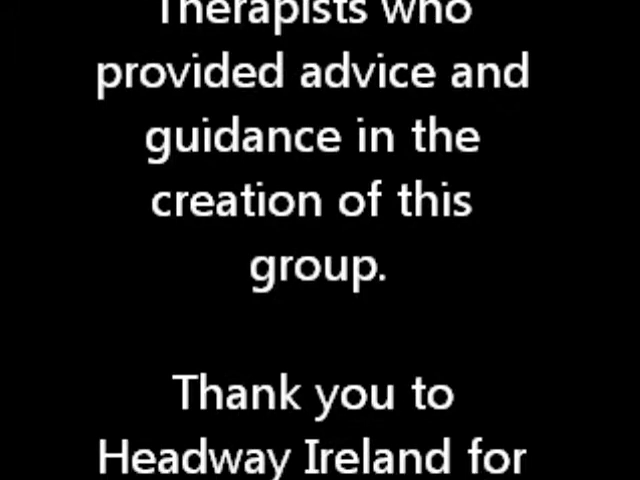 Therapists who
provided advice and
guidance in the
creation of this
group.
Thank you to
Headway Ireland for